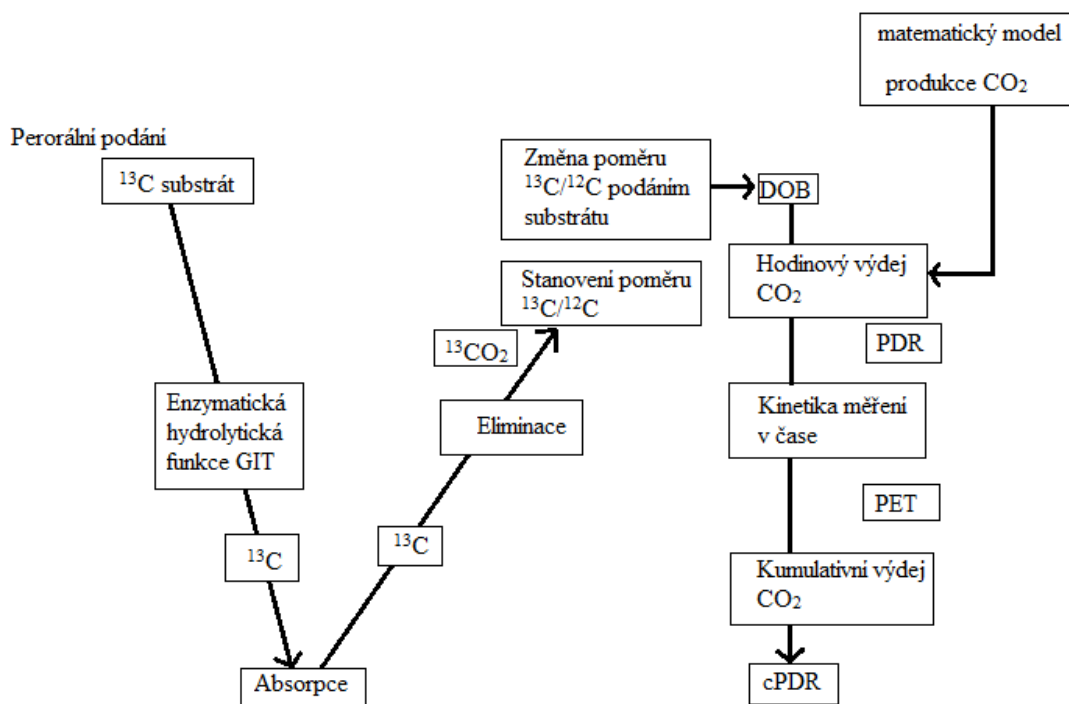 Perorální podání
¹³C substrát
Enzymatická
hydrolytická
funkce GIT
¹³C
Absorpce
¹³C
Eliminace
¹³CO₂
Stanovení poměru
¹³C/¹²C
Změna poměru
¹³C/¹²C podáním
substrátu
DOB
matematický model
produkce CO₂
Hodinový výdej
CO₂
PDR
Kinetika měření
v čase
PET
Kumulativní výdej
CO₂
cPDR